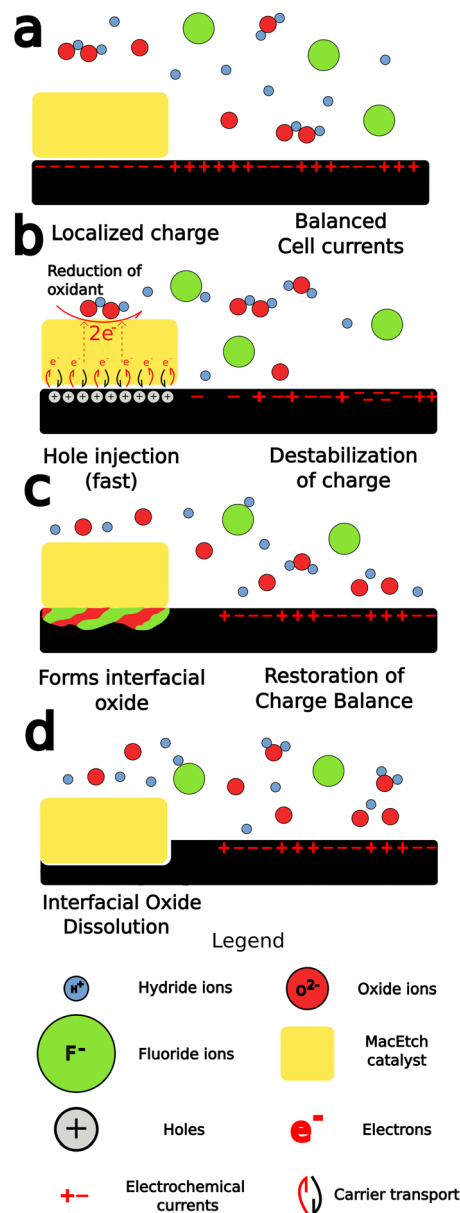 a
Localized charge
Balanced
Cell currents
b
Reduction of
oxidant
2e-
e- e- e- e- e- e-
+ + + + + + + + +
Hole injection
(fast)
Destabilization
of charge
c
Forms interfacial
oxide
Restoration of
Charge Balance
d
Interfacial Oxide
Dissolution
Legend
H+ Hydride ions
O2- Oxide ions
F- Fluoride ions
MacEtch
catalyst
+ Holes
e- Electrons
+− Electrochemical
currents
Carrier transport